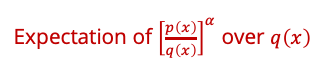 Expectation of [p(x)/q(x)]^α over q(x)